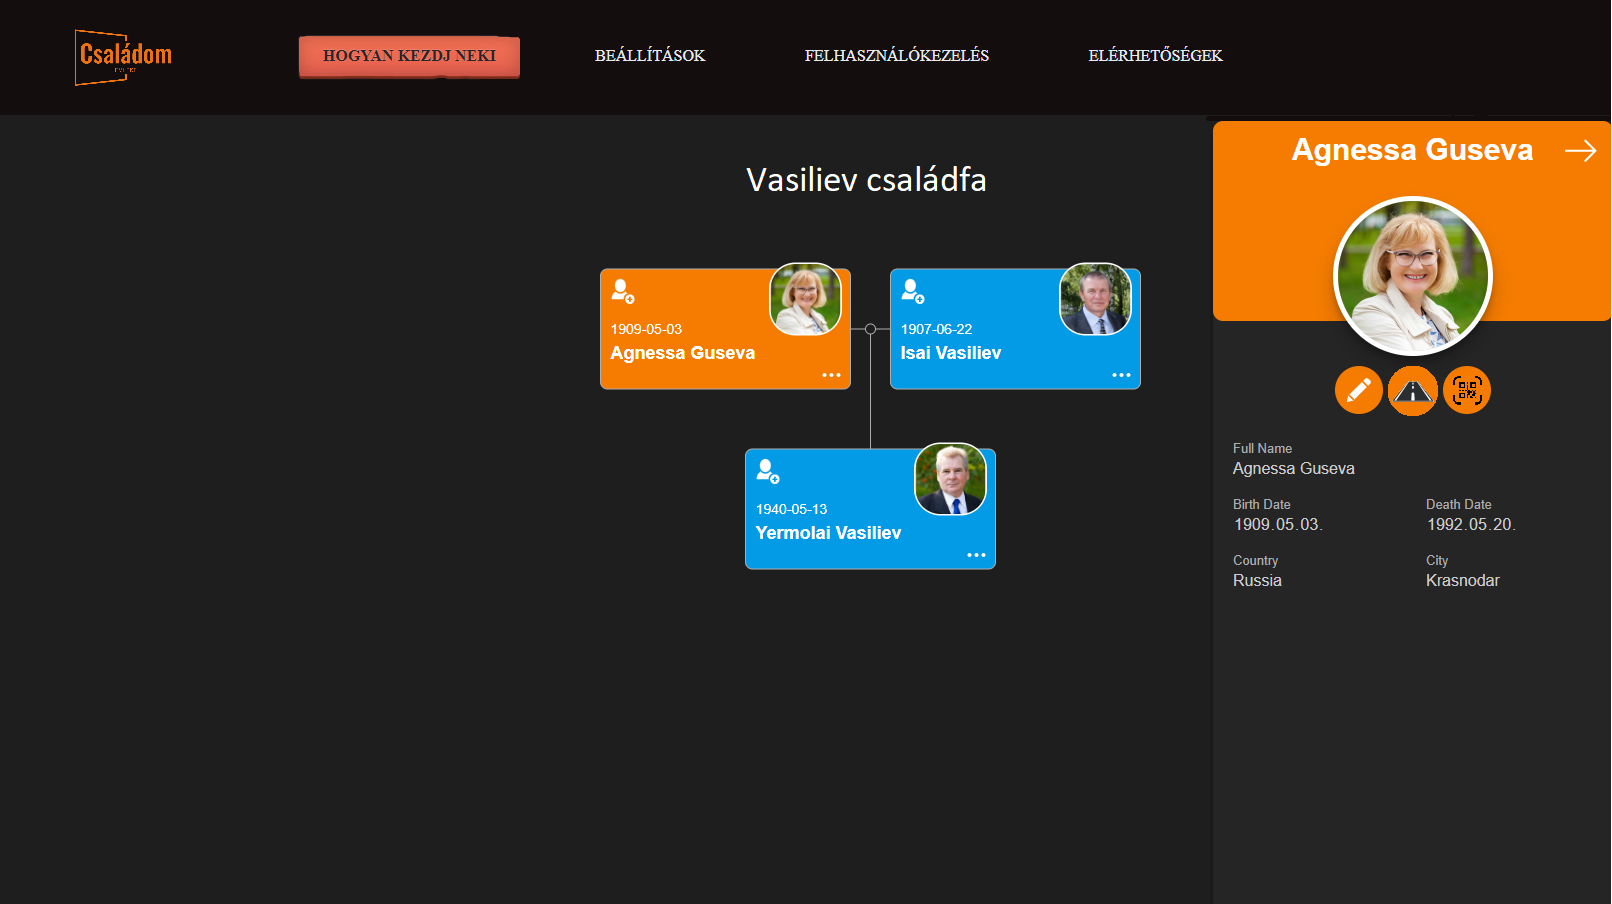 Családom
HOGYAN KEZDJ NEKI
BEÁLLÍTÁSOK
FELHASZNÁLÓKEZELÉS
ELÉRHETŐSÉGEK
Vasiliev családfa
1909-05-03
Agnessa Guseva
1907-06-22
Isai Vasiliev
1940-05-13
Yermolai Vasiliev
Agnessa Guseva
Full Name
Agnessa Guseva
Birth Date
1909.05.03.
Death Date
1992.05.20.
Country
Russia
City
Krasnodar